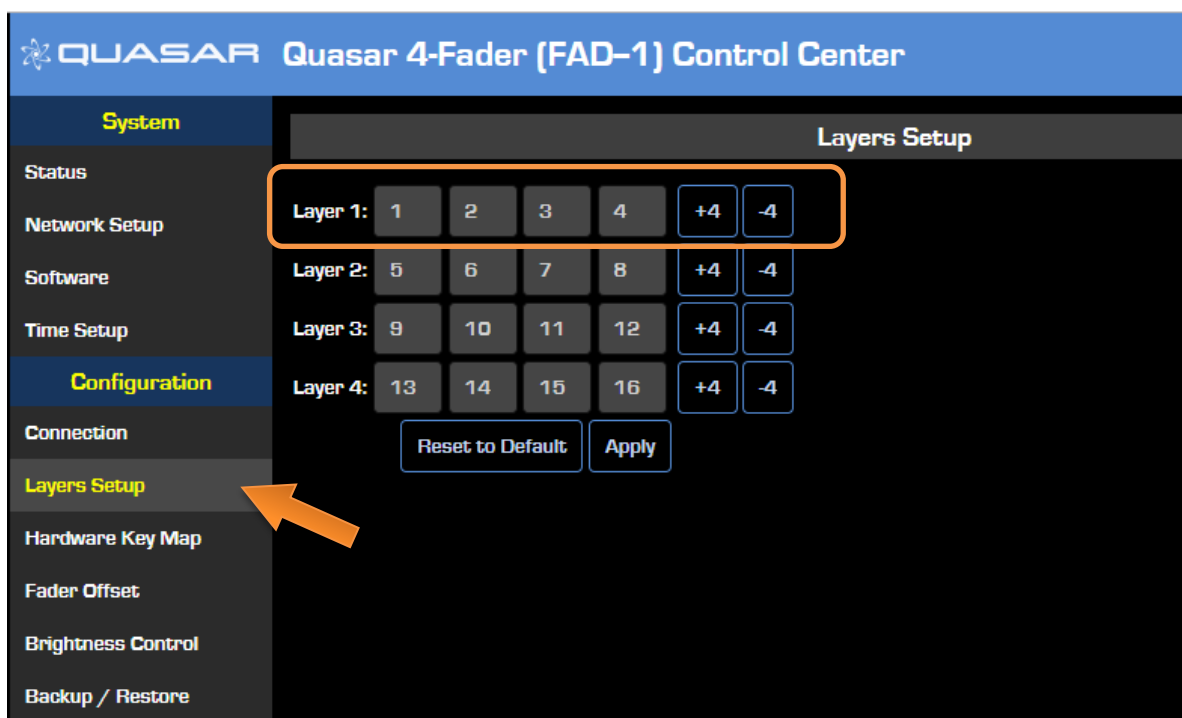 QUASAR Quasar 4-Fader (FAD–1) Control Center
System
Status
Network Setup
Software
Time Setup
Configuration
Connection
Layers Setup
Hardware Key Map
Fader Offset
Brightness Control
Backup / Restore
Layers Setup
Layer 1: 1 2 3 4 +4 -4
Layer 2: 5 6 7 8 +4 -4
Layer 3: 9 10 11 12 +4 -4
Layer 4: 13 14 15 16 +4 -4
Reset to Default Apply